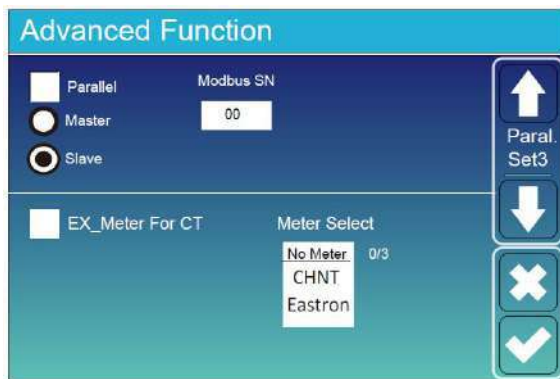 Advanced Function
Parallel
Modbus SN
Master
00
Slave
Paral.
Set3
EX_Meter For CT
Meter Select
No Meter 0/3
CHNT
Eastron